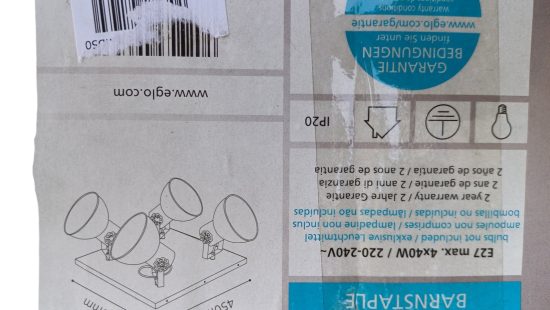 BARNSTAPLE
E27 max. 4x40W / 220-240V~
bulbs not included / exklusive Leuchtmittel
ampoules non comprises / lampadine non inclus
bombillas no incluidas / lâmpadas não incluídas
2 year warranty / 2 Jahre Garantie
2 ans de garantie / 2 anni di garanzia
2 años de garantía / 2 anos de garantia
IP20
GARANTIE
BEDINGUNGEN
finden Sie unter
www.eglo.com/garantie
warranty conditions
www.eglo.com